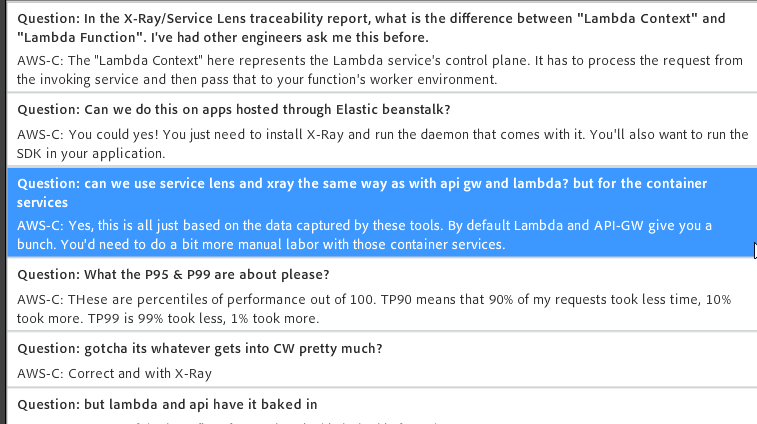 Question: In the X-Ray/Service Lens traceability report, what is the difference between "Lambda Context" and
"Lambda Function". I've had other engineers ask me this before.
AWS-C: The "Lambda Context" here represents the Lambda service's control plane. It has to process the request from
the invoking service and then pass that to your function's worker environment.
Question: Can we do this on apps hosted through Elastic beanstalk?
AWS-C: You could yes! You just need to install X-Ray and run the daemon that comes with it. You'll also want to run the
SDK in your application.
Question: can we use service lens and xray the same way as with api gw and lambda? but for the container
services
AWS-C: Yes, this is all just based on the data captured by these tools. By default Lambda and API-GW give you a
bunch. You'd need to do a bit more manual labor with those container services.
Question: What the P95 & P99 are about please?
AWS-C: THese are percentiles of performance out of 100. TP90 means that 90% of my requests took less time, 10%
took more. TP99 is 99% took less, 1% took more.
Question: gotcha its whatever gets into CW pretty much?
AWS-C: Correct and with X-Ray
Question: but lambda and api have it baked in